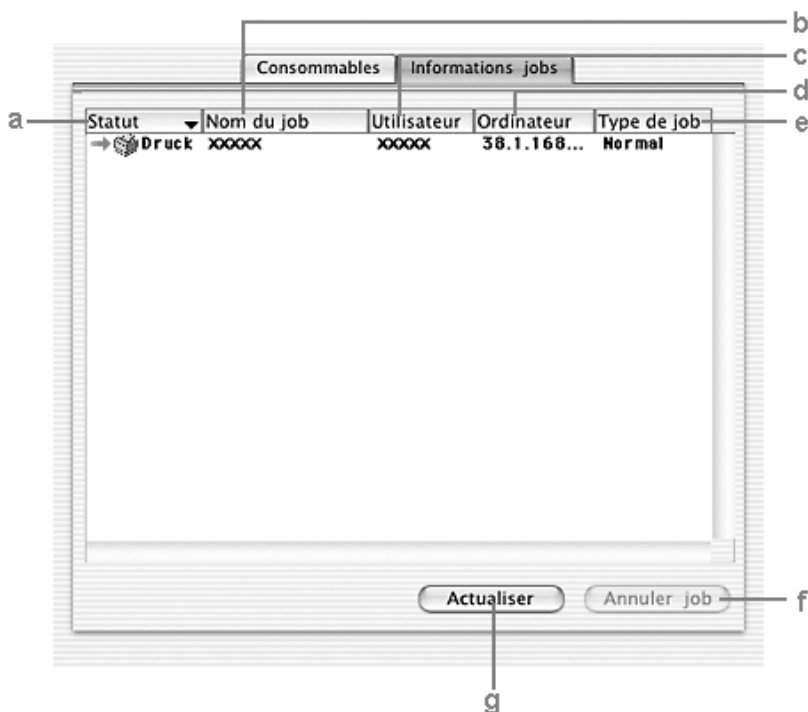 b
Consommables Informations jobs c
d
a Statut Nom du job Utilisateur Ordinateur Type de job e
Druck xxxxx xxxxx 38.1.168... Normal
Actualiser Annuler job f
g